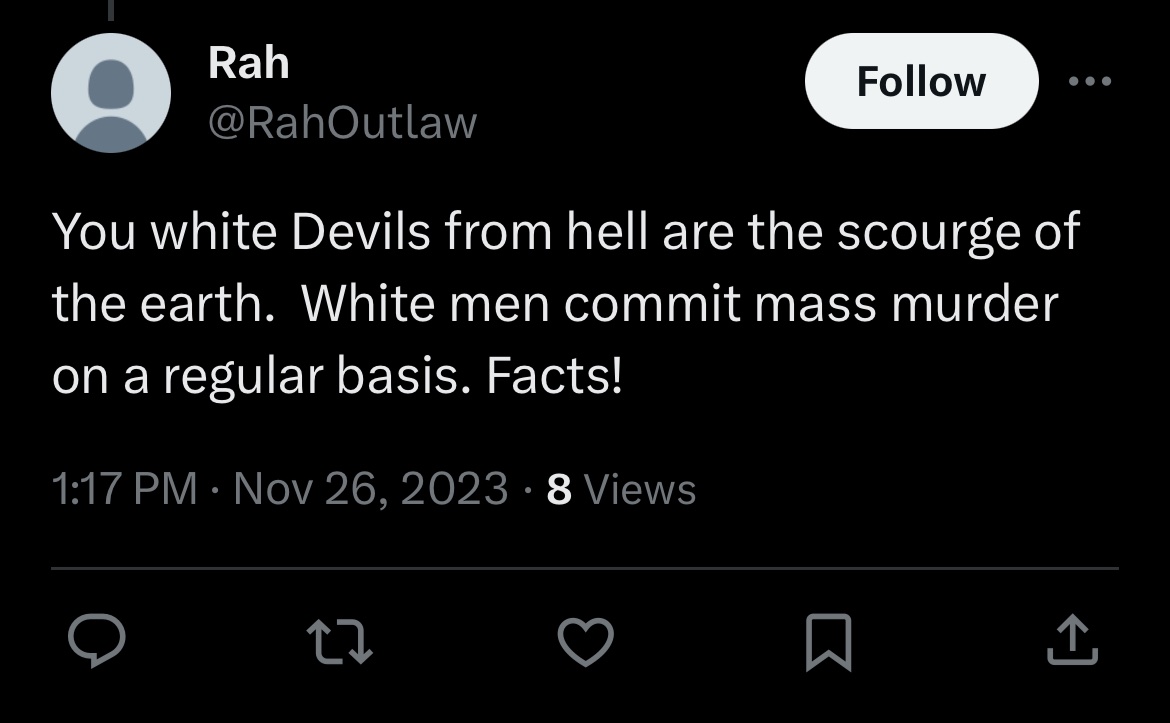 Rah
Follow
@RahOutlaw
You white Devils from hell are the scourge of
the earth.  White men commit mass murder
on a regular basis. Facts!
1:17 PM · Nov 26, 2023 · 8 Views